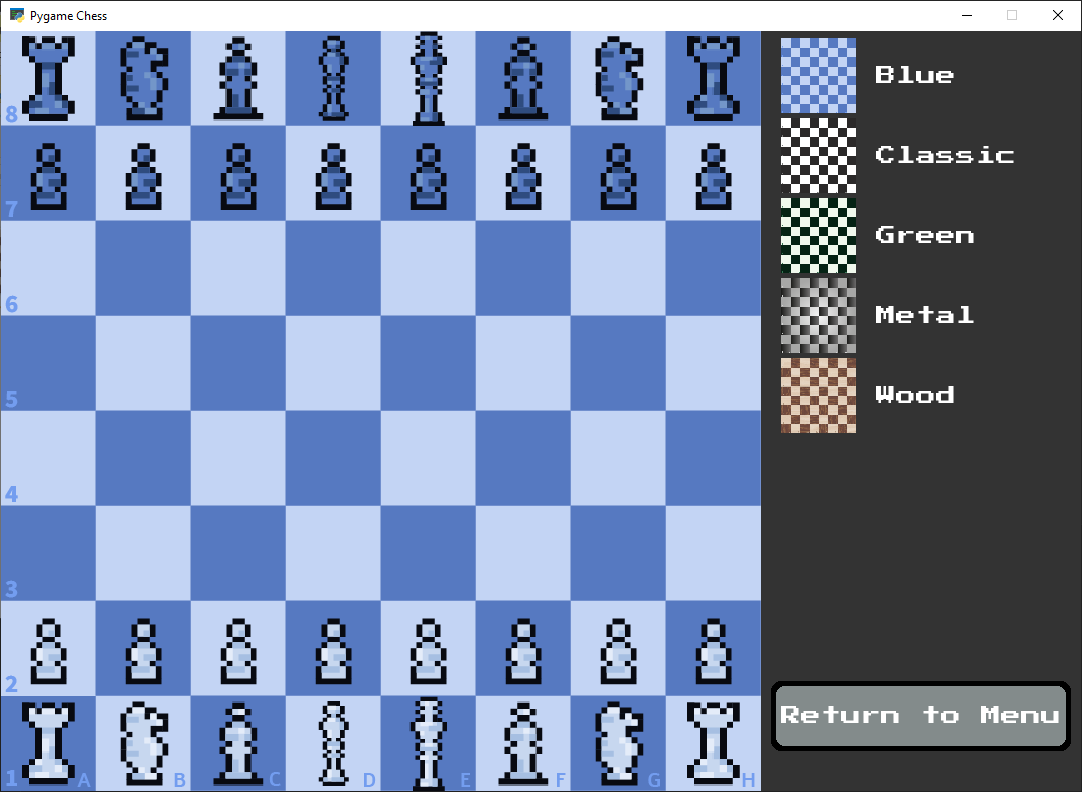 Pygame Chess
8
7
6
5
4
3
2
1
A B C D E F G H
Blue
Classic
Green
Metal
Wood
Return to Menu